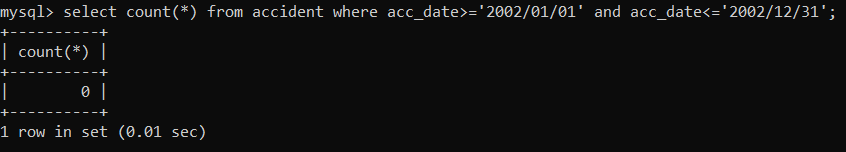 mysql> select count(*) from accident where acc_date>='2002/01/01' and acc_date<='2002/12/31';
+----------+
| count(*) |
+----------+
|        0 |
+----------+
1 row in set (0.01 sec)